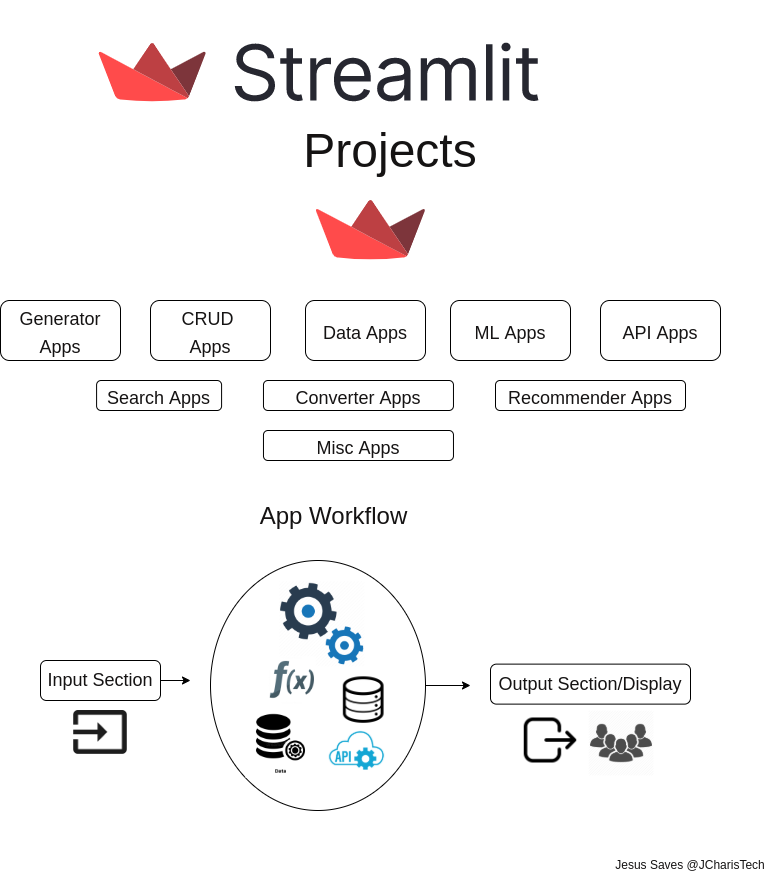 Streamlit
Projects
Generator
Apps
CRUD
Apps
Data Apps
ML Apps
API Apps
Search Apps
Converter Apps
Recommender Apps
Misc Apps
App Workflow
f(x)
Input Section
Output Section/Display
API
Data
Jesus Saves @JCharisTech